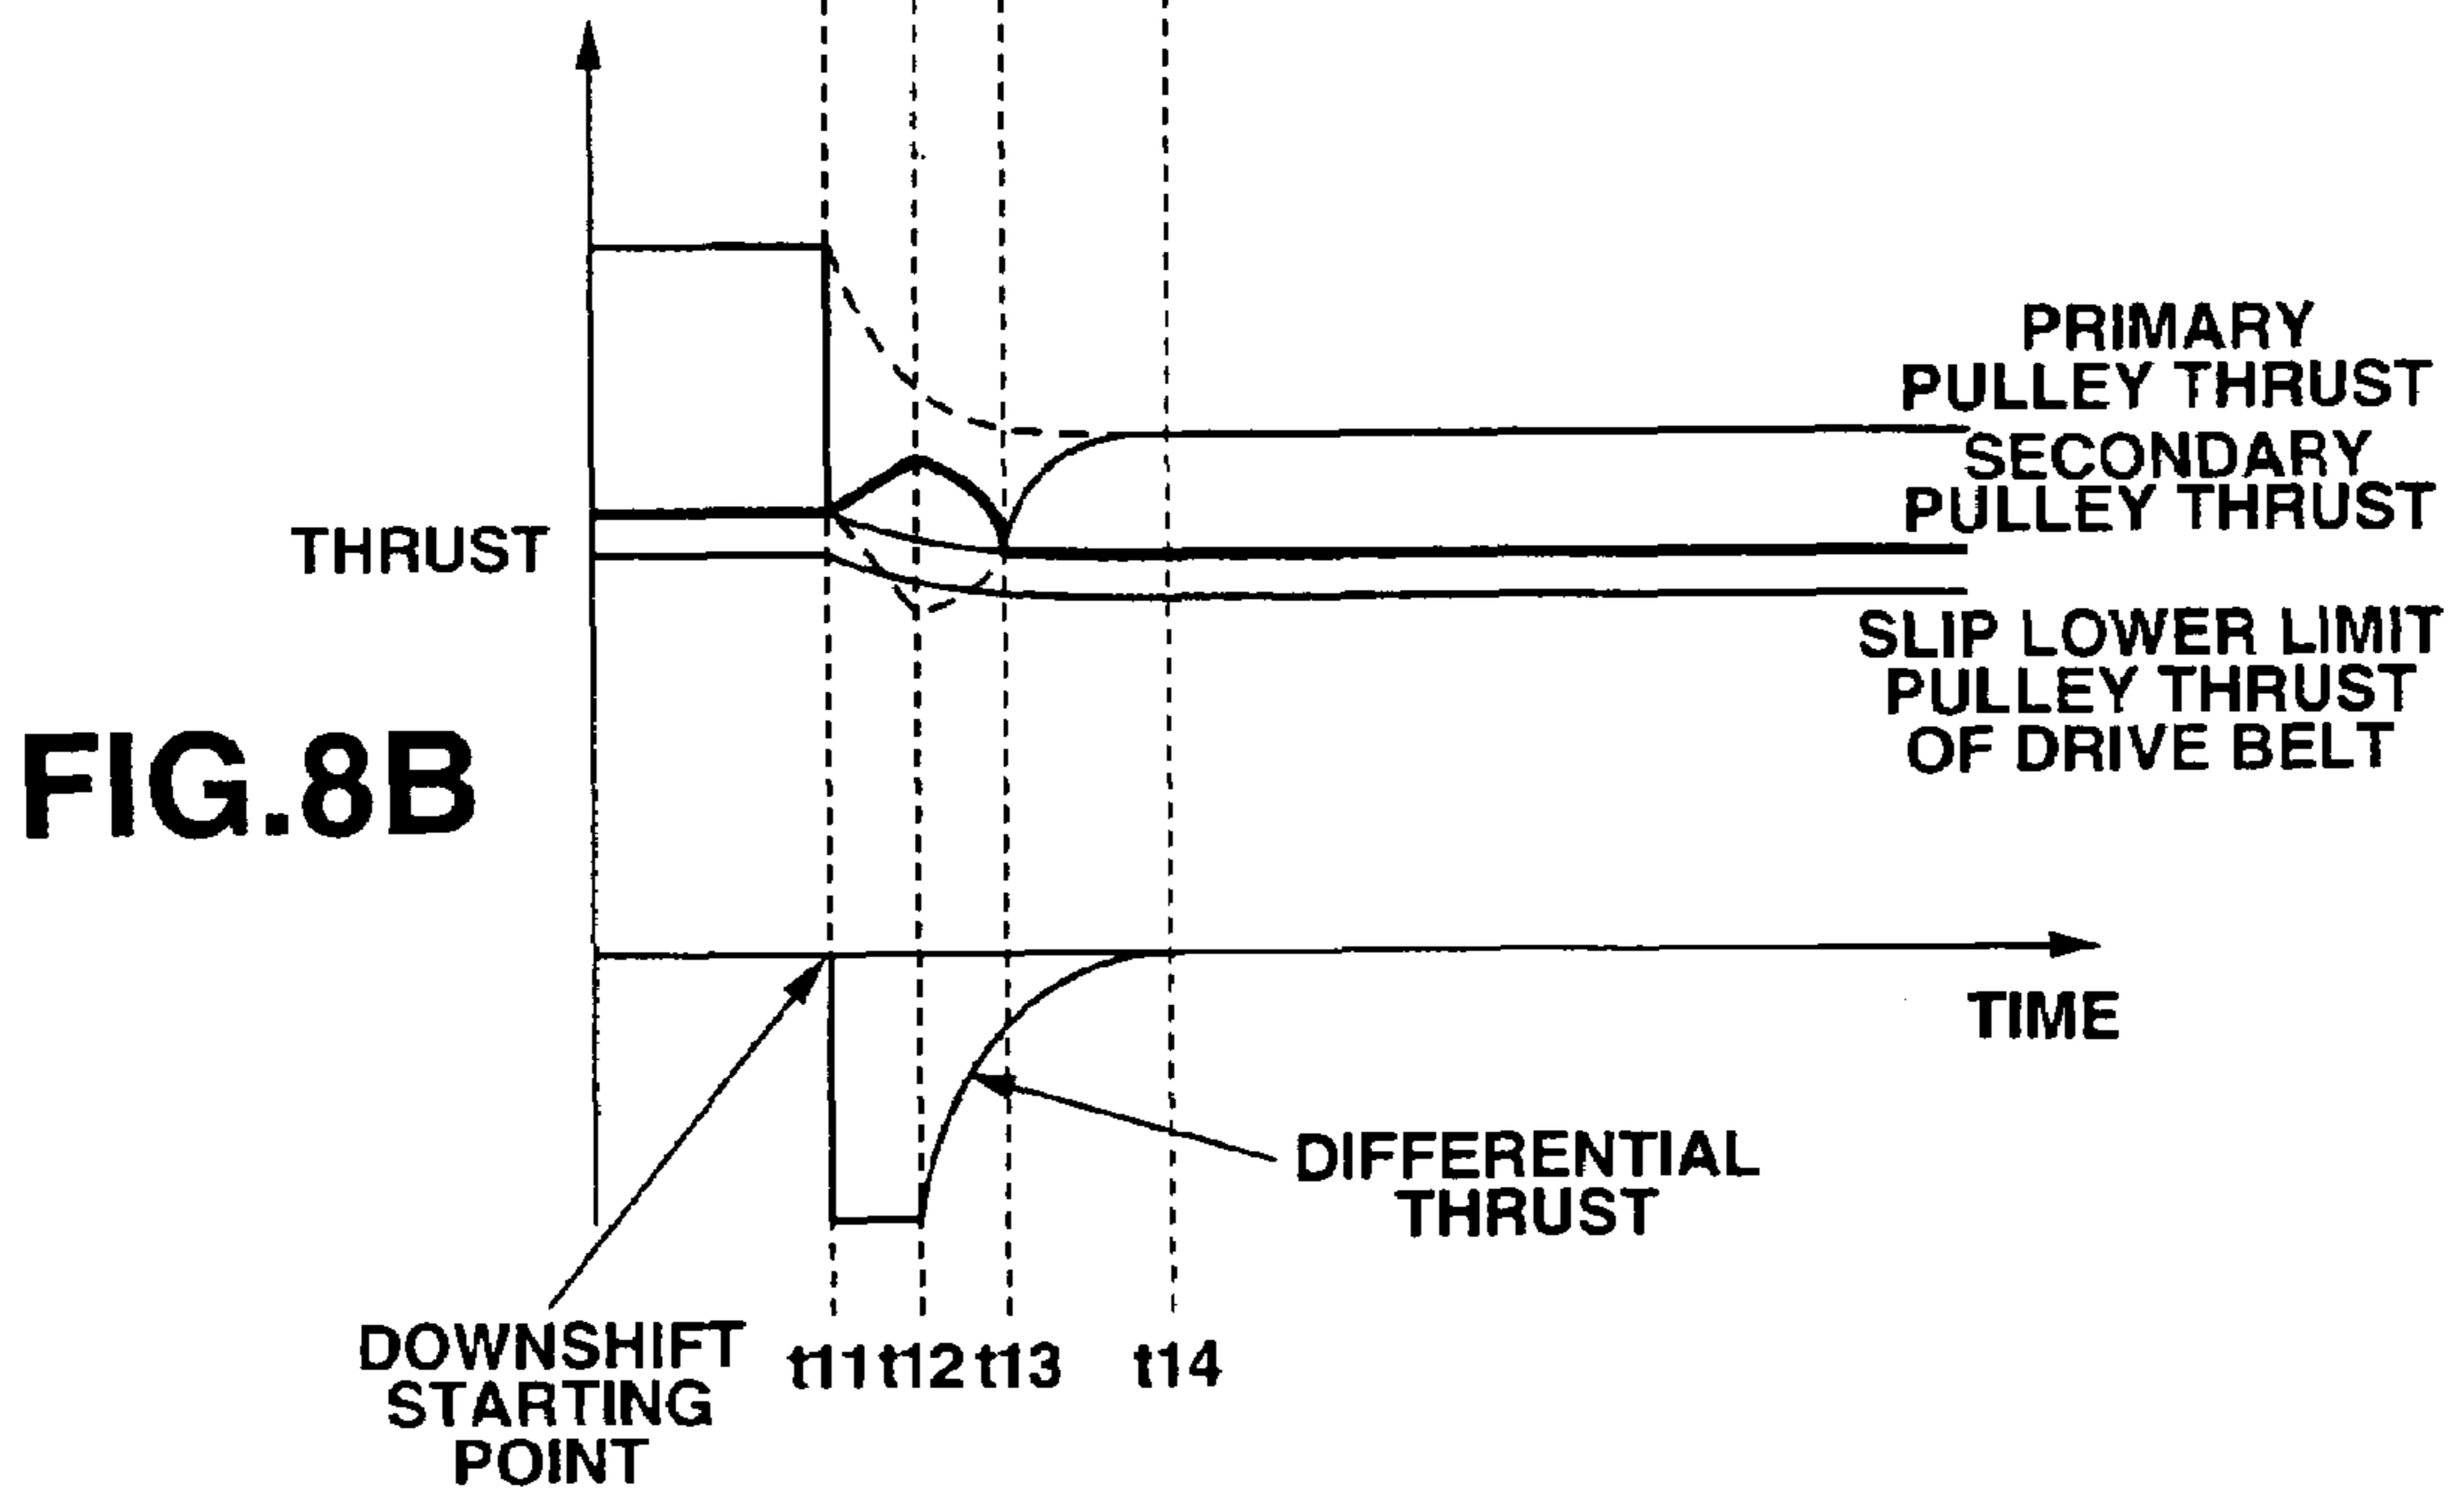 PRIMARY
PULLEY THRUST
SECONDARY
PULLEY THRUST
THRUST
SLIP LOWER LIMIT
PULLEY THRUST
OF DRIVE BELT
FIG.8B
TIME
DIFFERENTIAL
THRUST
DOWNSHIFT
STARTING
POINT
t11 t12 t13 t14